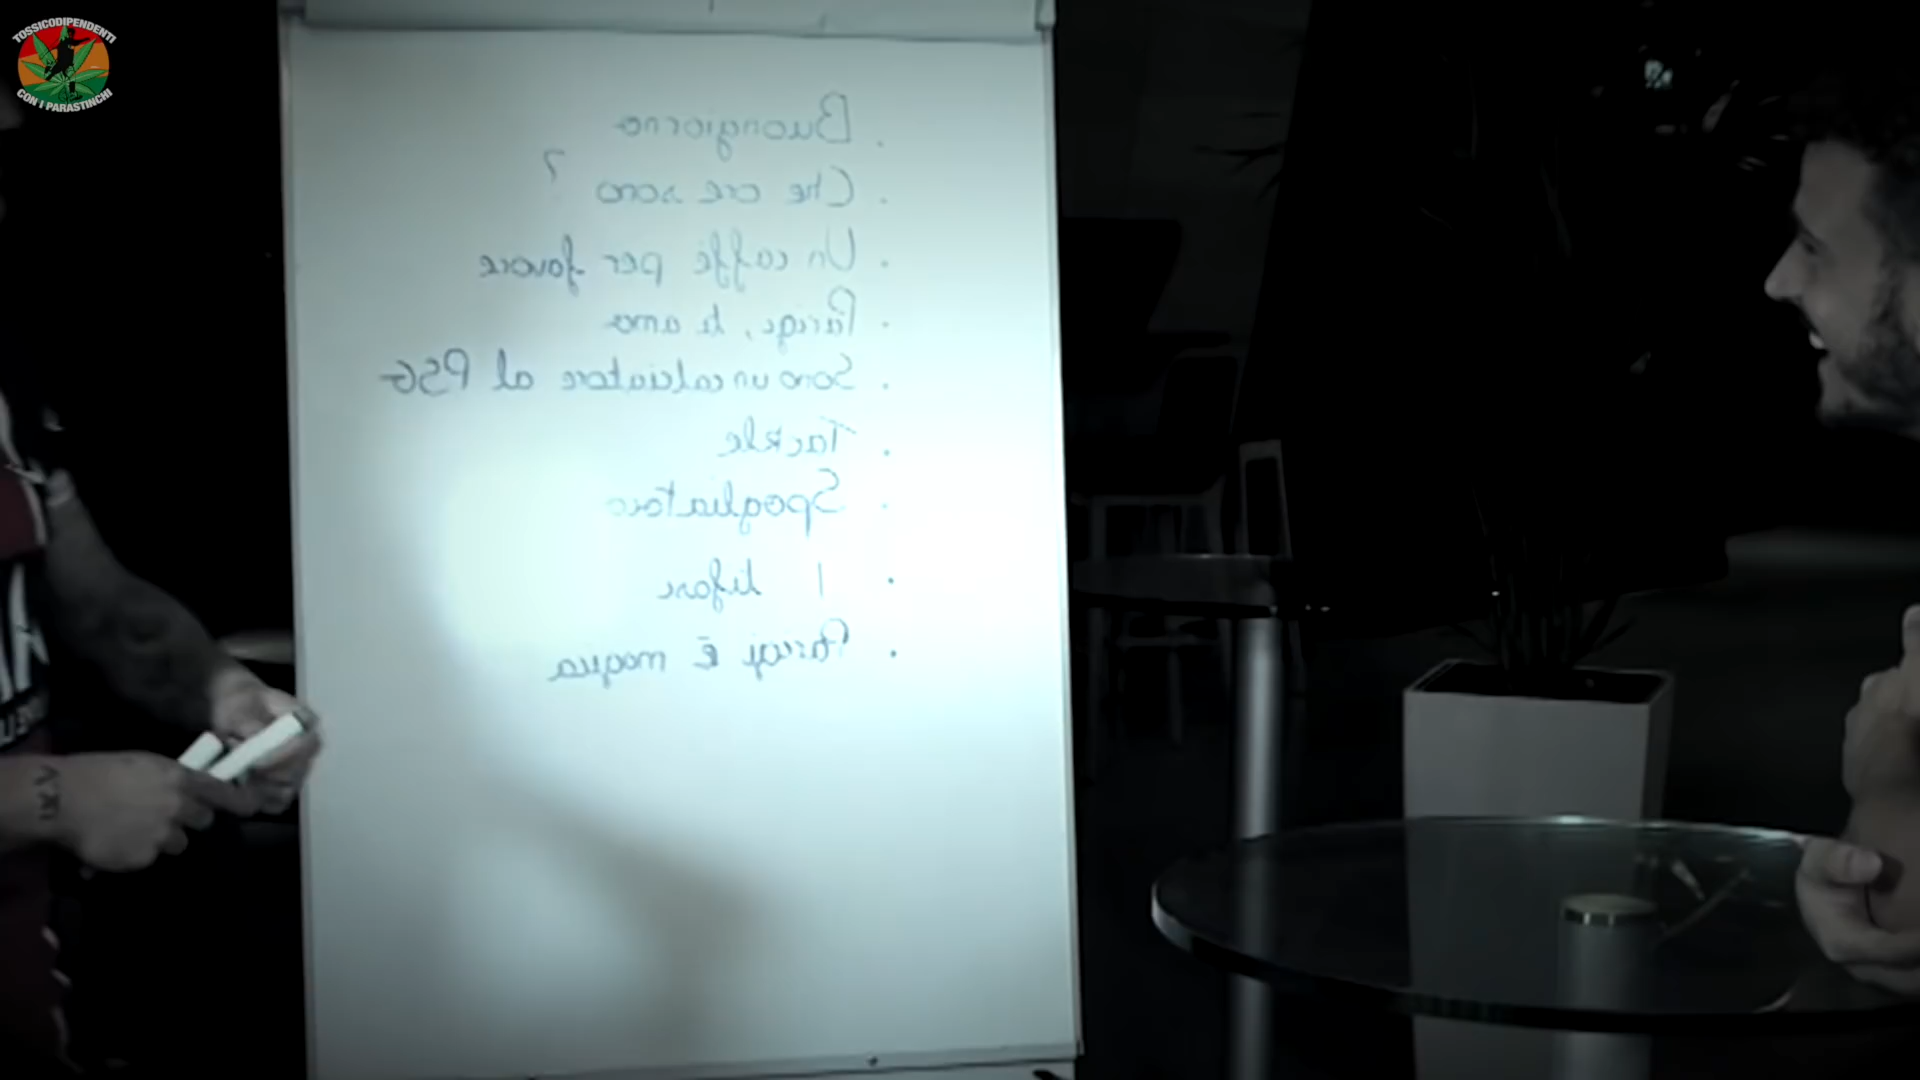 TOSSICODIPENDENTI
CON I PARASTINCHI
. Buongiorno
. Che ore sono ?
. Un caffè per favore
. Parigi, ti amo
. Sono un calciatore al PSG
. Tackle
. Spogliatoio
. I tifosi
. Parigi È magica